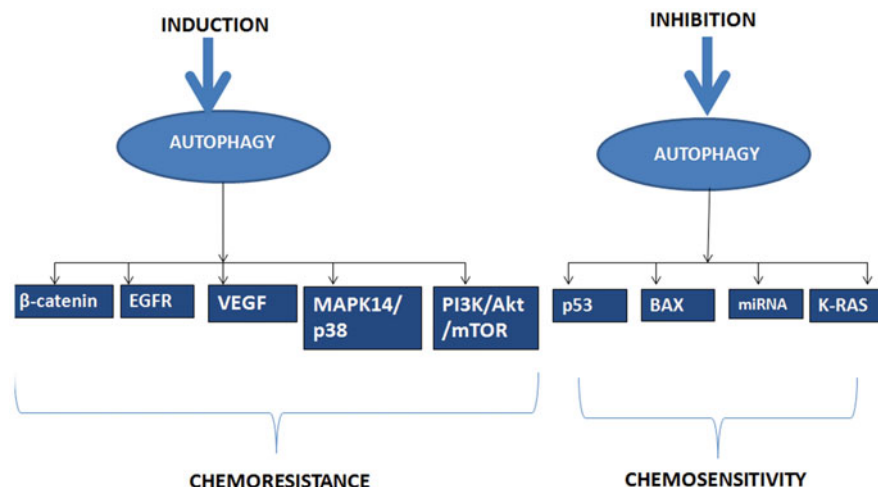 INDUCTION
INHIBITION
AUTOPHAGY
AUTOPHAGY
β-catenin
EGFR
VEGF
MAPK14/
p38
PI3K/Akt
/mTOR
p53
BAX
miRNA
K-RAS
CHEMORESISTANCE
CHEMOSENSITIVITY